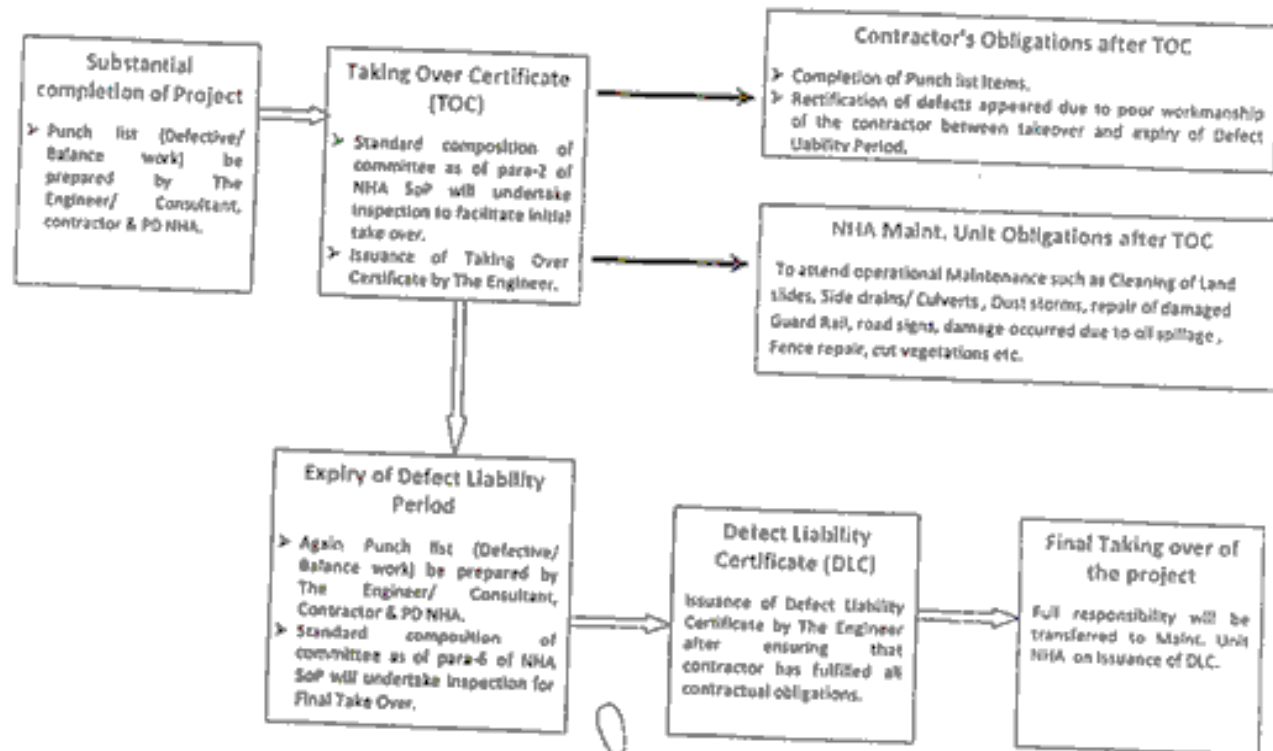 Substantial
completion of Project
➢ Punch list (Defective/
Balance work) be
prepared by The
Engineer/ Consultant,
contractor & PD NHA.
Taking Over Certificate
(TOC)
➢ Standard composition of
committee as of para-2 of
NHA SoP will undertake
inspection to facilitate initial
take over.
➢ Issuance of Taking Over
Certificate by The Engineer.
Contractor's Obligations after TOC
➢ Completion of Punch list items.
➢ Rectification of defects appeared due to poor workmanship
of the contractor between takeover and expiry of Defect
Liability Period.
NHA Maint. Unit Obligations after TOC
To attend operational Maintenance such as Cleaning of Land
slides, Side drains/ Culverts , Dust storms, repair of damaged
Guard Rail, road signs, damage occurred due to oil spillage ,
Fence repair, cut vegetations etc.
Expiry of Defect Liability
Period
➢ Again Punch list (Defective/
Balance work) be prepared by
The Engineer/ Consultant,
Contractor & PD NHA.
➢ Standard composition of
committee as of para-6 of NHA
SoP will undertake inspection for
Final Take Over.
Defect Liability
Certificate (DLC)
Issuance of Defect Liability
Certificate by The Engineer
after ensuring that
contractor has fulfilled all
contractual obligations.
Final Taking over of
the project
Full responsibility will be
transferred to Maint. Unit
NHA on issuance of DLC.